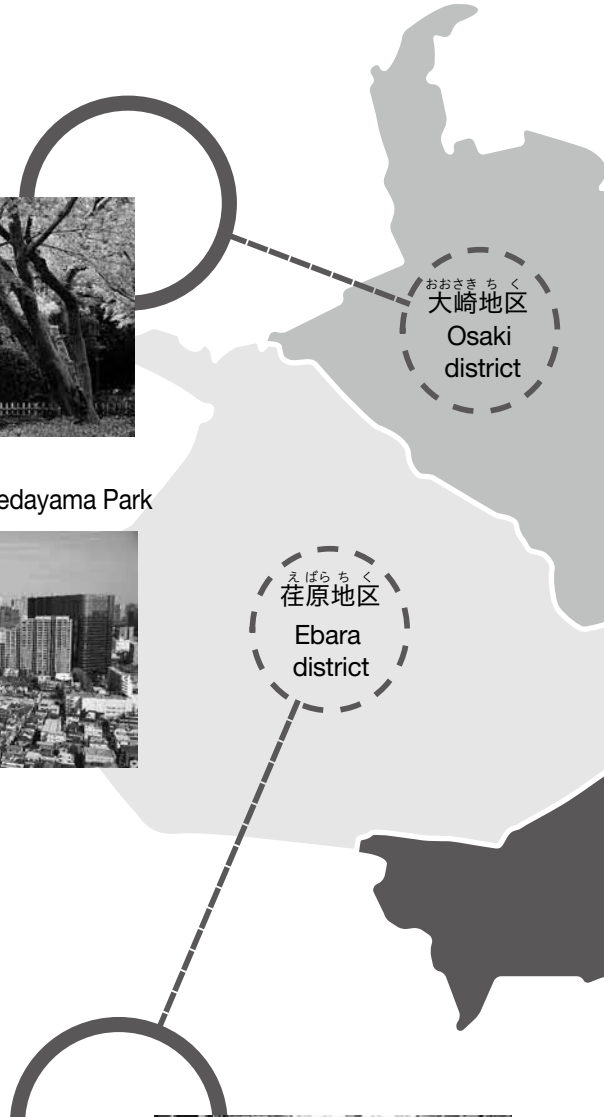 おおさき ち く
大崎地区
Osaki
district
edayama Park
え ばら ち く
荏原地区
Ebara
district